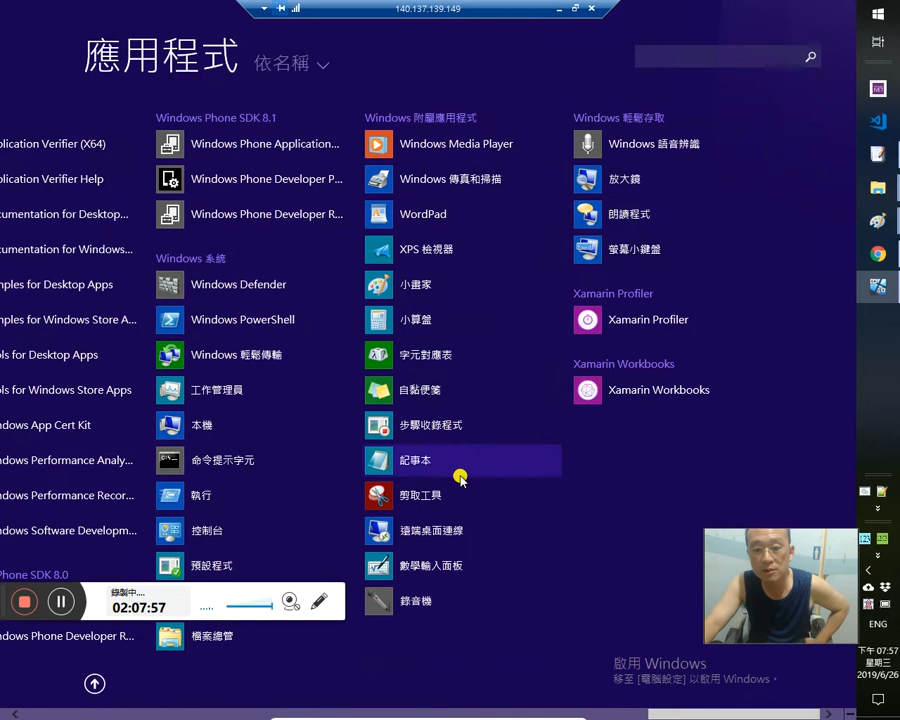 140.137.139.149
應用程式 依名稱
plication Verifier (X64)
plication Verifier Help
cumentation for Desktop...
cumentation for Windows...
mples for Desktop Apps
mples for Windows Store A...
ols for Desktop Apps
ols for Windows Store Apps
ndows App Cert Kit
ndows Performance Analy...
ndows Performance Recor...
ndows Software Developm...
Phone SDK 8.0
ndows Phone Developer R...
Windows Phone SDK 8.1
Windows Phone Application...
Windows Phone Developer P...
Windows Phone Developer R...
Windows 系統
Windows Defender
Windows PowerShell
Windows 輕鬆傳輸
工作管理員
本機
命令提示字元
執行
控制台
預設程式
檔案總管
Windows 附屬應用程式
Windows Media Player
Windows 傳真和掃描
WordPad
XPS 檢視器
小畫家
小算盤
字元對應表
自黏便箋
步驟收錄程式
記事本
剪取工具
遠端桌面連線
數學輸入面板
錄音機
Windows 輕鬆存取
Windows 語音辨識
放大鏡
朗讀程式
螢幕小鍵盤
Xamarin Profiler
Xamarin Profiler
Xamarin Workbooks
Xamarin Workbooks
錄製中....
02:07:57
啟用 Windows
移至 [電腦設定] 以啟用 Windows。
ENG
下午 07:57
星期三
2019/6/26